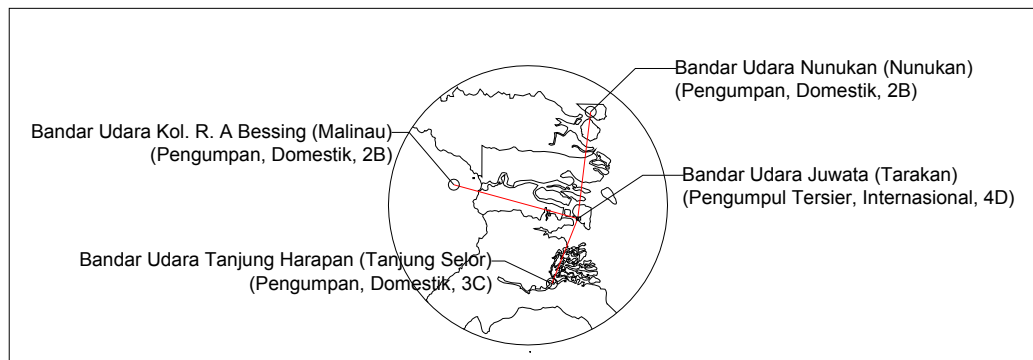 Bandar Udara Nunukan (Nunukan)
(Pengumpan, Domestik, 2B)
Bandar Udara Kol. R. A Bessing (Malinau)
(Pengumpan, Domestik, 2B)
Bandar Udara Juwata (Tarakan)
(Pengumpul Tersier, Internasional, 4D)
Bandar Udara Tanjung Harapan (Tanjung Selor)
(Pengumpan, Domestik, 3C)